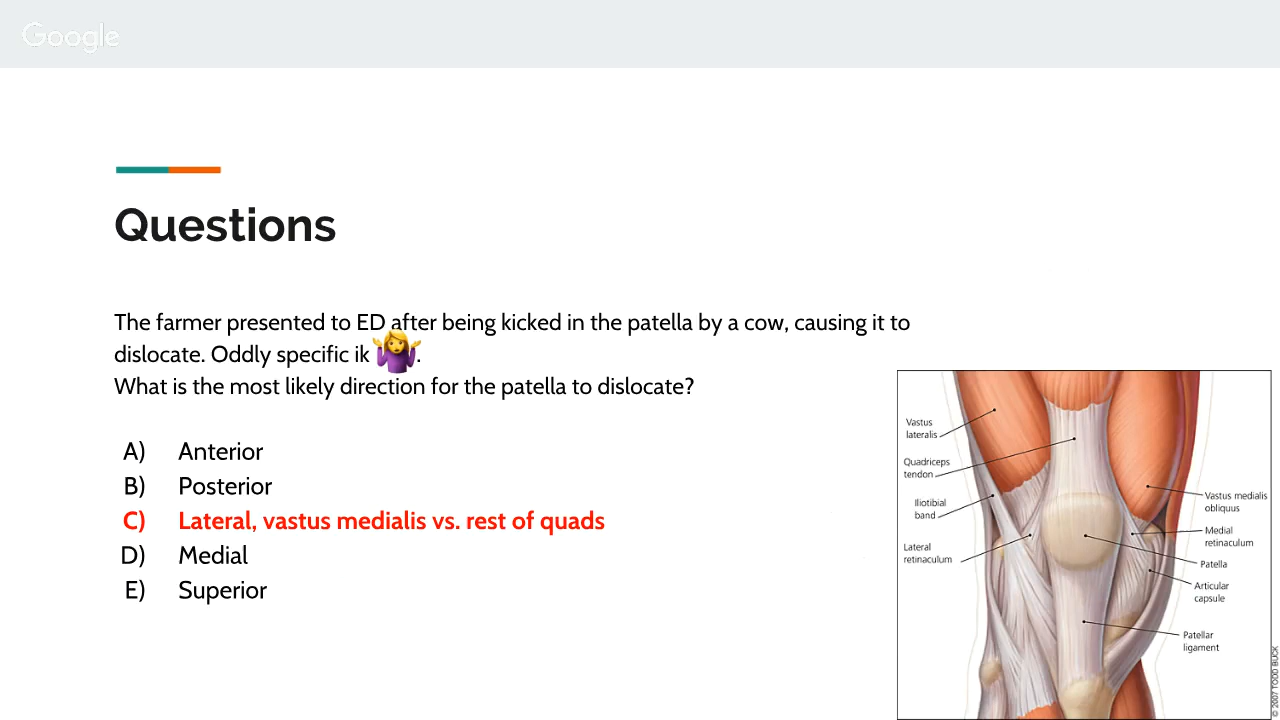 Google
Questions
The farmer presented to ED after being kicked in the patella by a cow, causing it to
dislocate. Oddly specific ik 🤷‍♀️.
What is the most likely direction for the patella to dislocate?
A) Anterior
B) Posterior
C) Lateral, vastus medialis vs. rest of quads
D) Medial
E) Superior
Vastus
lateralis
Quadriceps
tendon
Iliotibial
band
Lateral
retinaculum
Vastus medialis
obliquus
Medial
retinaculum
Patella
Articular
capsule
Patellar
ligament
© 2007 TODD BUCK